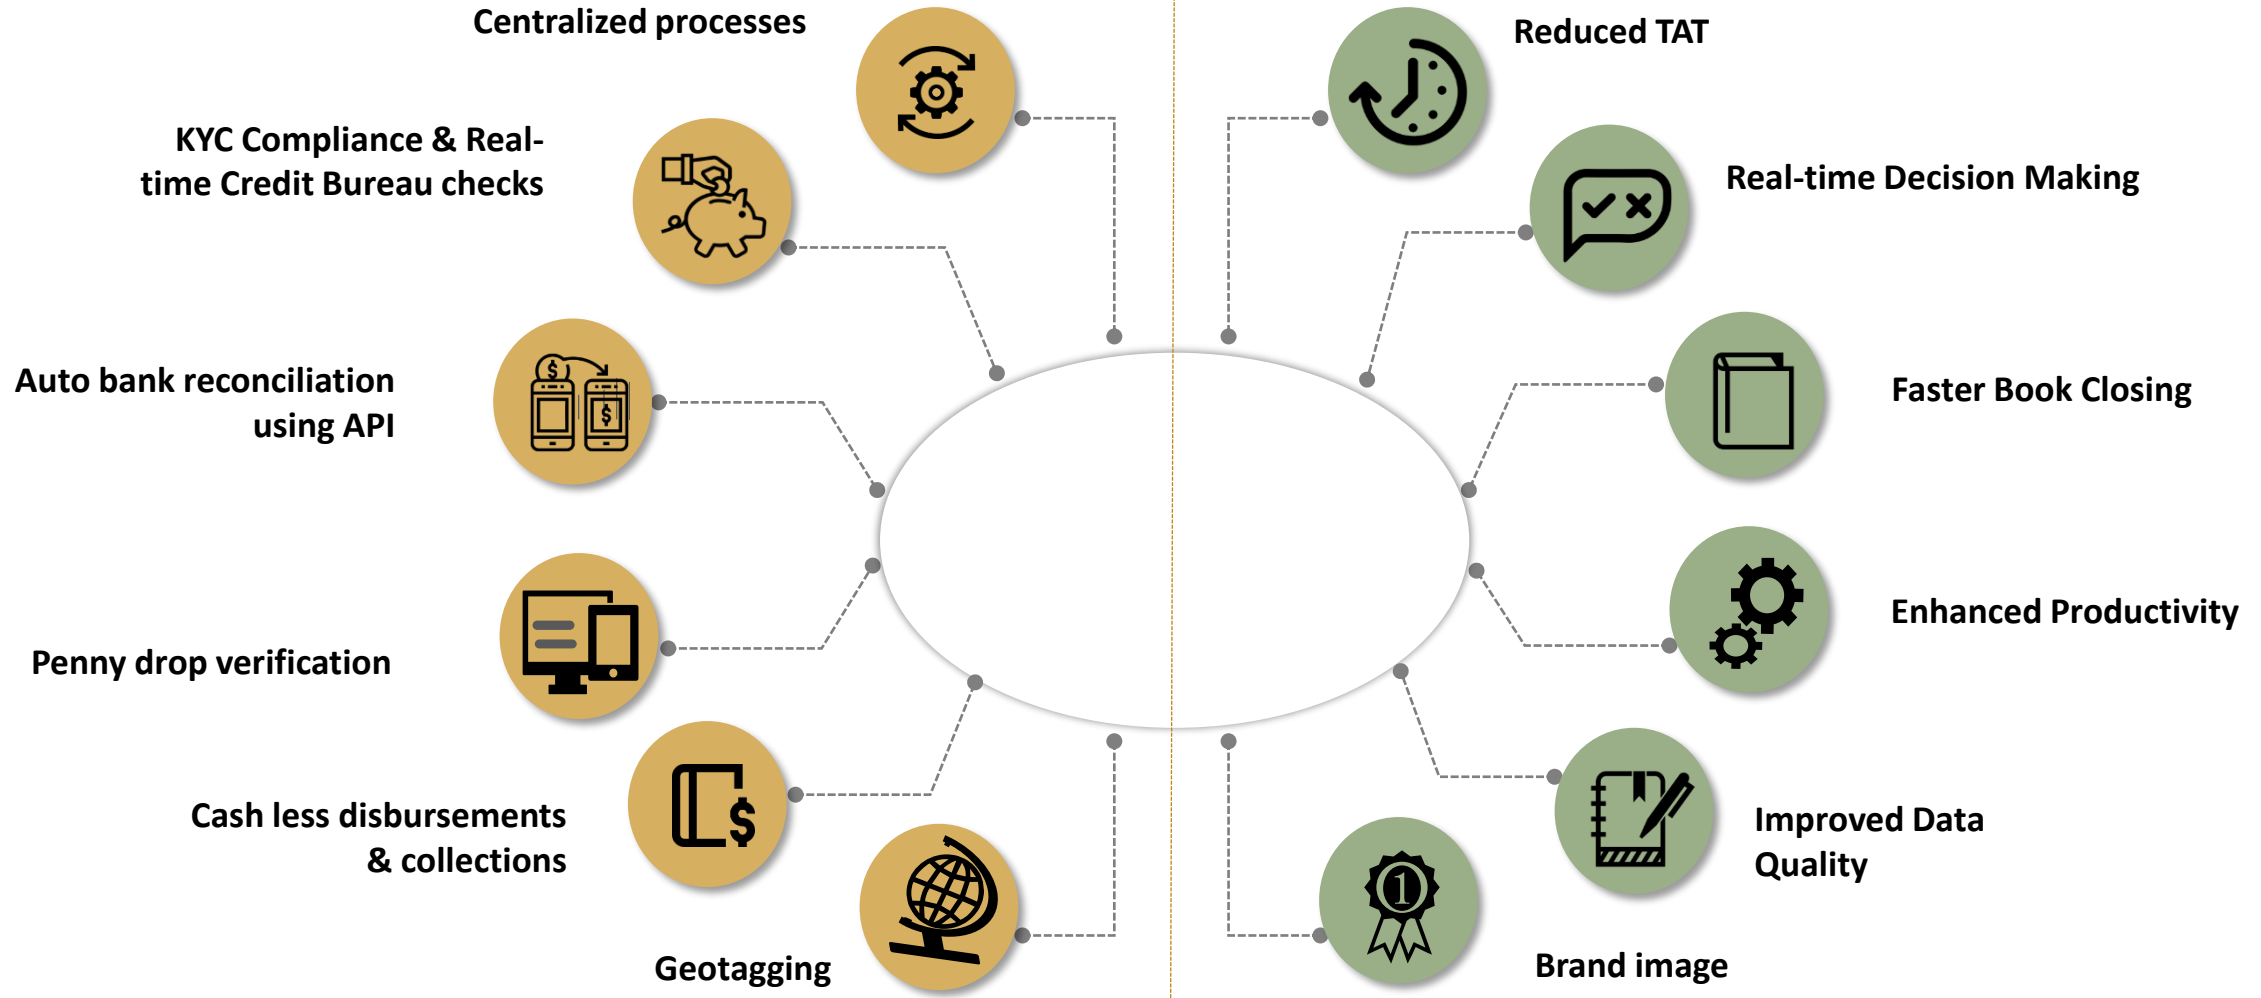 Centralized processes
KYC Compliance & Real-
time Credit Bureau checks
Auto bank reconciliation
using API
Penny drop verification
Cash less disbursements
& collections
Geotagging
Reduced TAT
Real-time Decision Making
Faster Book Closing
Enhanced Productivity
Improved Data
Quality
Brand image
$
$
$
1